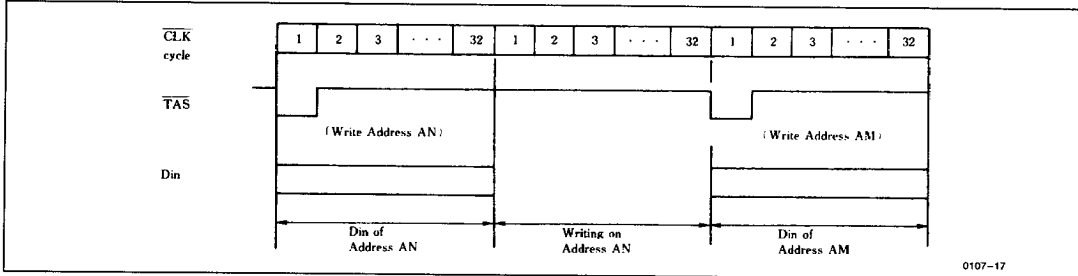 CLK
cycle
1 2 3 · · · 32 1 2 3 · · · 32 1 2 3 · · · 32
TAS
(Write Address AN)
(Write Address AM)
Din
Din of
Address AN
Writing on
Address AN
Din of
Address AM
0107-17